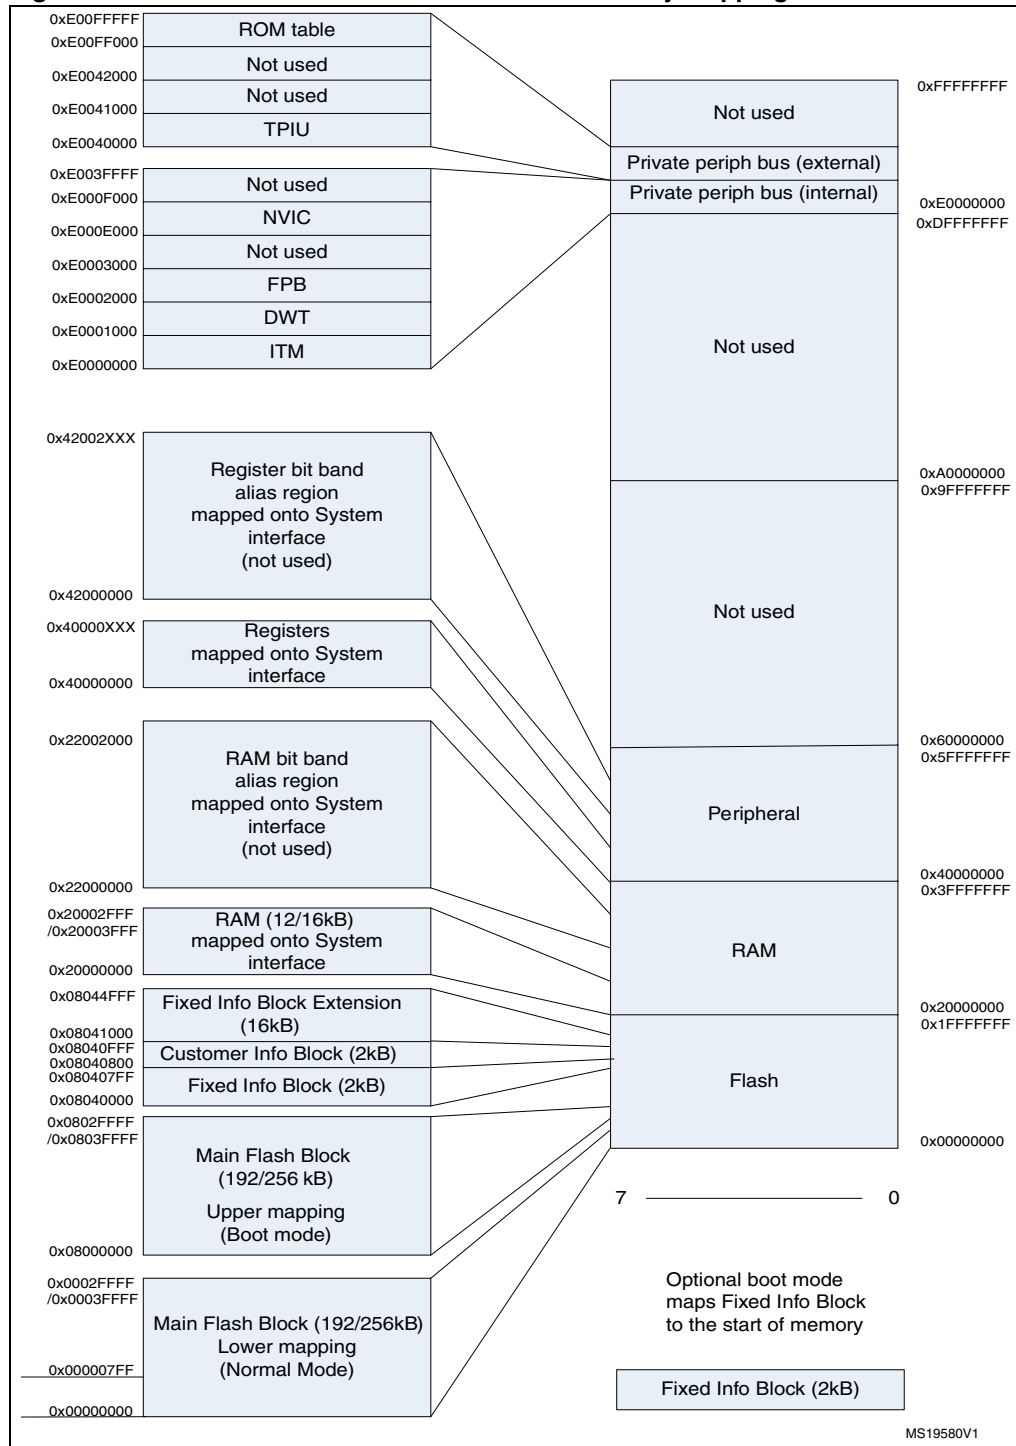 0xE00FFFFF
ROM table
0xE00FF000
Not used
0xE0042000
Not used
0xE0041000
TPIU
0xE0040000
0xE003FFFF
Not used
0xE000F000
NVIC
0xE000E000
Not used
0xE0003000
FPB
0xE0002000
DWT
0xE0001000
ITM
0xE0000000
0x42002XXX
Register bit band
alias region
mapped onto System
interface
(not used)
0x42000000
0x40000XXX
Registers
mapped onto System
interface
0x40000000
0x22002000
RAM bit band
alias region
mapped onto System
interface
(not used)
0x22000000
0x20002FFF
/0x20003FFF
RAM (12/16kB)
mapped onto System
interface
0x20000000
0x08044FFF
Fixed Info Block Extension
(16kB)
0x08041000
0x08040FFF
Customer Info Block (2kB)
0x08040800
0x080407FF
Fixed Info Block (2kB)
0x08040000
0x0802FFFF
/0x0803FFFF
Main Flash Block
(192/256 kB)
Upper mapping
(Boot mode)
0x08000000
0x0002FFFF
/0x0003FFFF
Main Flash Block (192/256kB)
Lower mapping
(Normal Mode)
0x000007FF
0x00000000
0xFFFFFFFF
Not used
Private periph bus (external)
Private periph bus (internal)
0xE0000000
0xDFFFFFFF
Not used
0xA0000000
0x9FFFFFFF
Not used
0x60000000
0x5FFFFFFF
Peripheral
0x40000000
0x3FFFFFFF
RAM
0x20000000
0x1FFFFFFF
Flash
0x00000000
7 0
Optional boot mode
maps Fixed Info Block
to the start of memory
Fixed Info Block (2kB)
MS19580V1